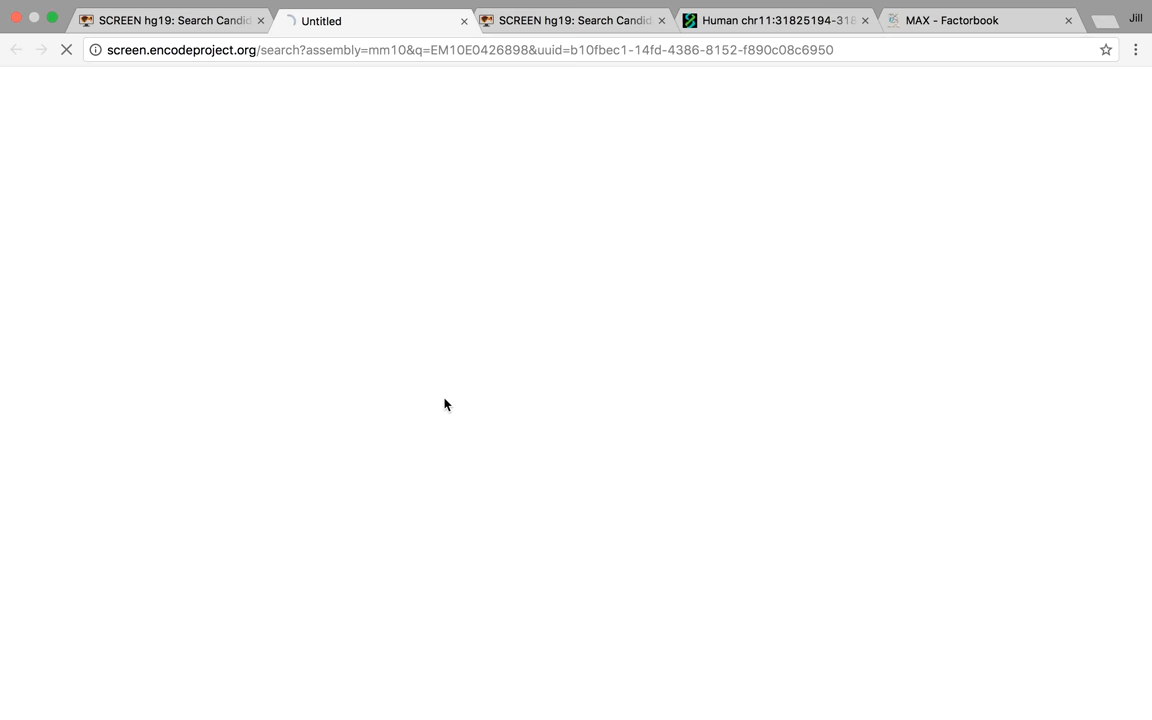 SCREEN hg19: Search Candid
Untitled
SCREEN hg19: Search Candid
Human chr11:31825194-318
MAX - Factorbook
Jill
screen.encodeproject.org/search?assembly=mm10&q=EM10E0426898&uuid=b10fbec1-14fd-4386-8152-f890c08c6950